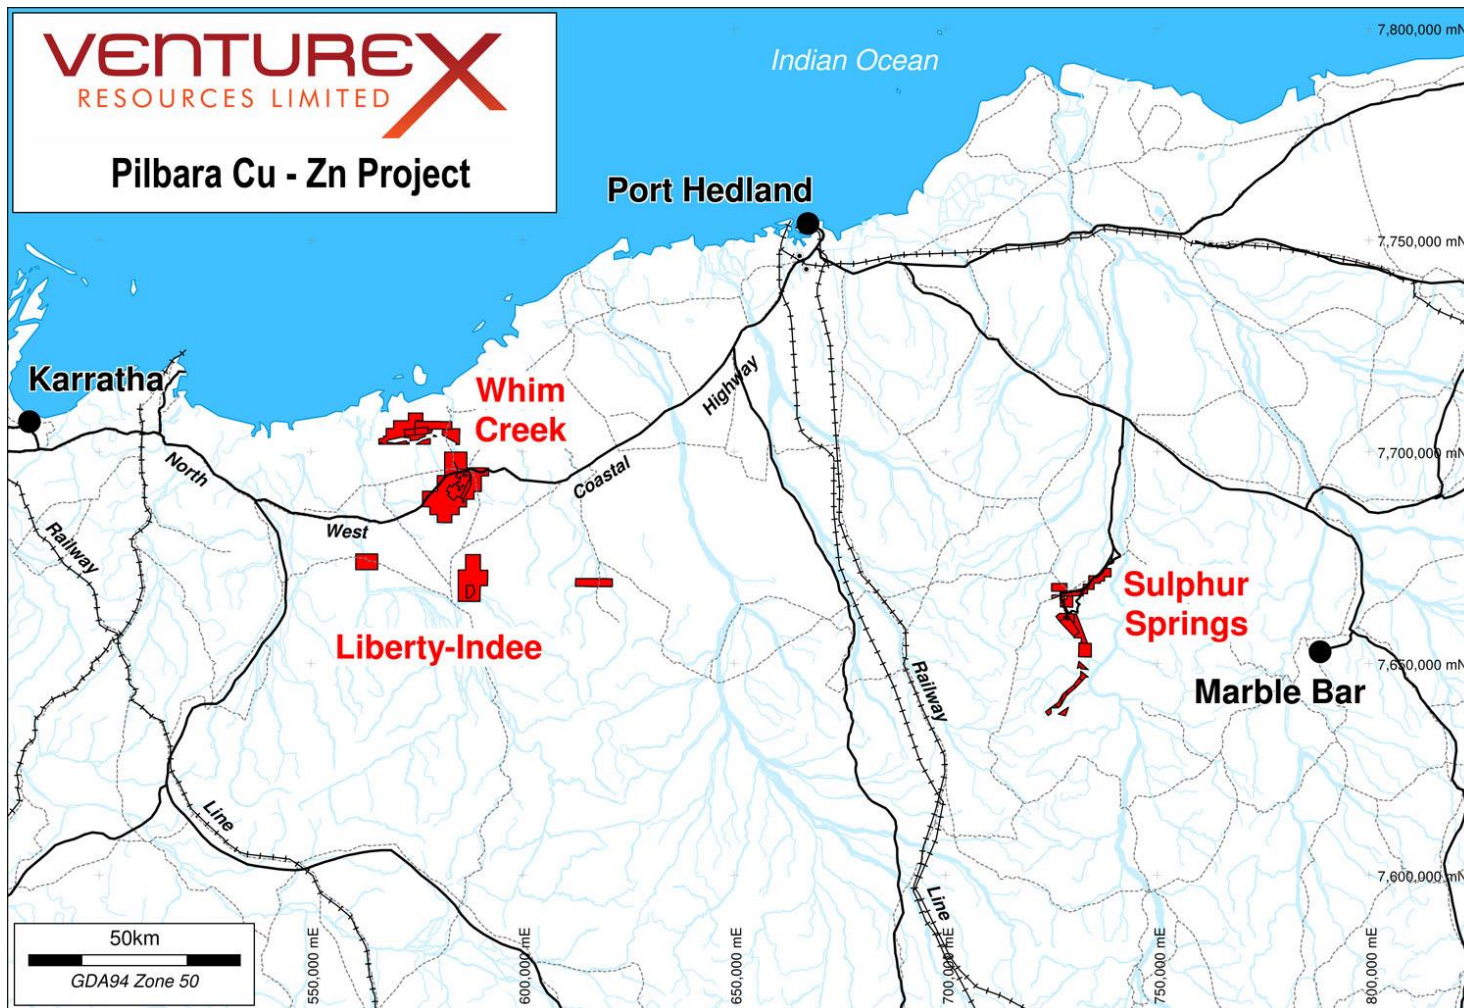 VENTUREX
RESOURCES LIMITED
Pilbara Cu - Zn Project
Indian Ocean
7,800,000 mN
Port Hedland
7,750,000 mN
Karratha
Whim
Creek
Highway
North
Coastal
7,700,000 mN
West
Railway
Sulphur
Springs
Liberty-Indee
7,650,000 mN
Railway
Marble Bar
Line
7,600,000 mN
Line
50km
GDA94 Zone 50
550,000 mE
600,000 mE
650,000 mE
700,000 mE
750,000 mE
800,000 mE